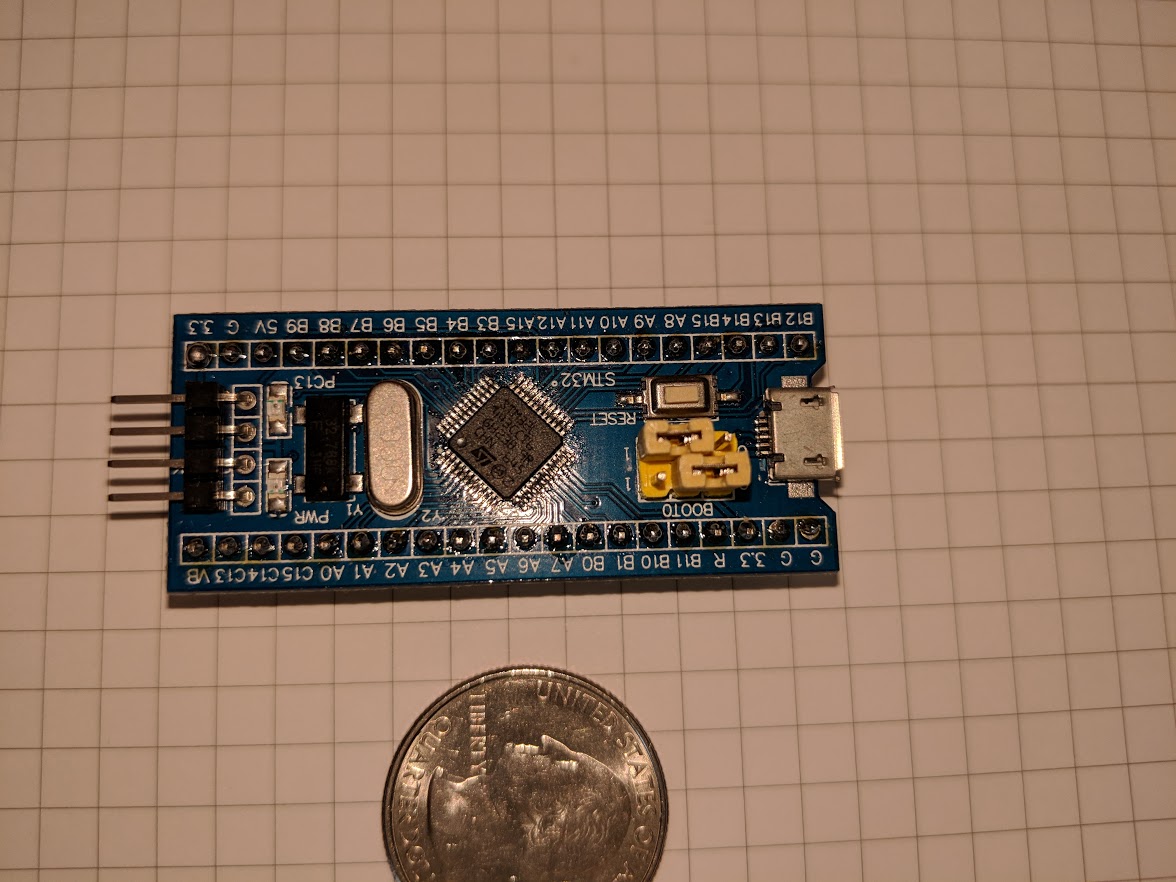 G G 3.3 R B11 B10 B1 B0 A7 A6 A5 A4 A3 A2 A1 A0 C15 C14 C13 VB
BOOT0
Y2
Y1
PWR
1
1
RESET
STM32
PC13
B12 B13 B14 B15 A8 A9 A10 A11 A12 A15 B3 B4 B5 B6 B7 B8 B9 5V G 3.3
UNITED STATES OF
LIBERTY
QUARTER